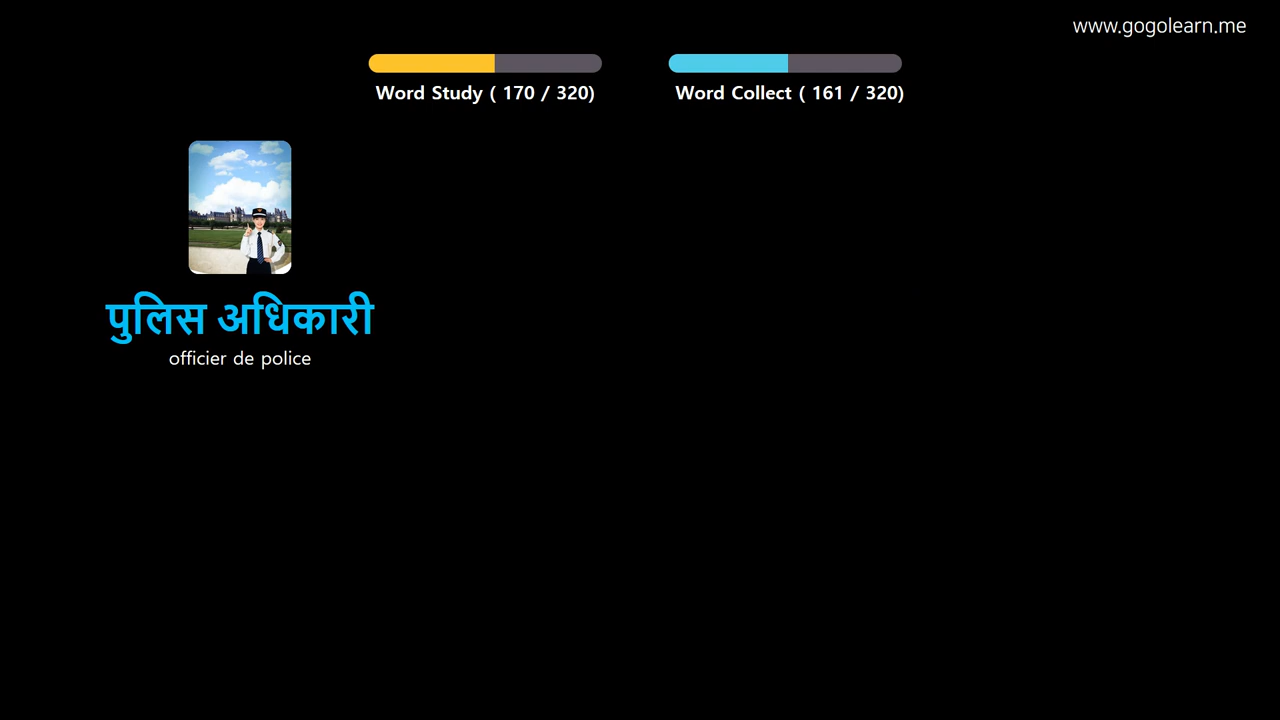 www.gogolearn.me
Word Study ( 170 / 320)
Word Collect ( 161 / 320)
पुलिस अधिकारी
officier de police